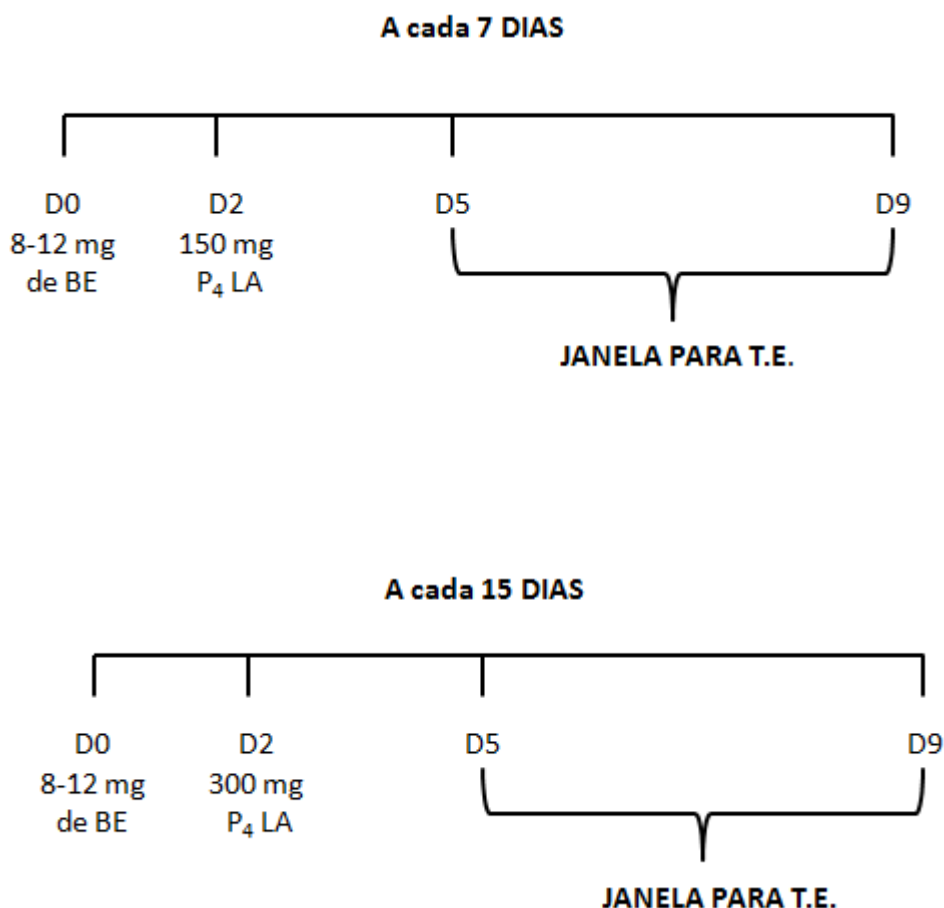 A cada 7 DIAS
D0 D2 D5 D9
8-12 mg 150 mg
de BE P₄ LA
JANELA PARA T.E.
A cada 15 DIAS
D0 D2 D5 D9
8-12 mg 300 mg
de BE P₄ LA
JANELA PARA T.E.